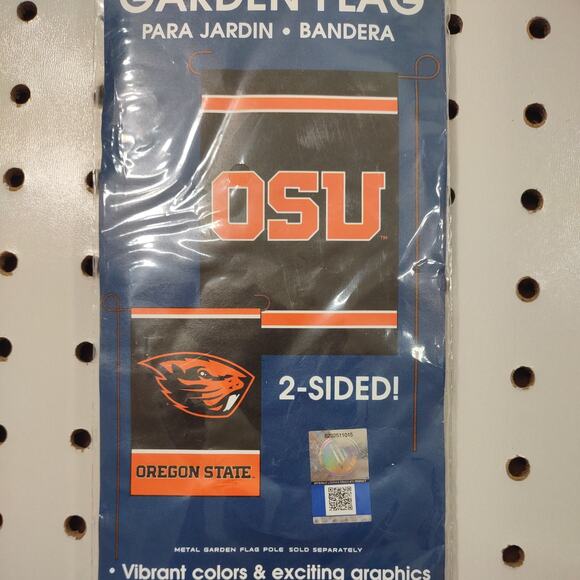 GARDEN FLAG
PARA JARDIN • BANDERA
OSU
TM
2-SIDED!
OREGON STATE
METAL GARDEN FLAG POLE SOLD SEPARATELY
• Vibrant colors & exciting graphics